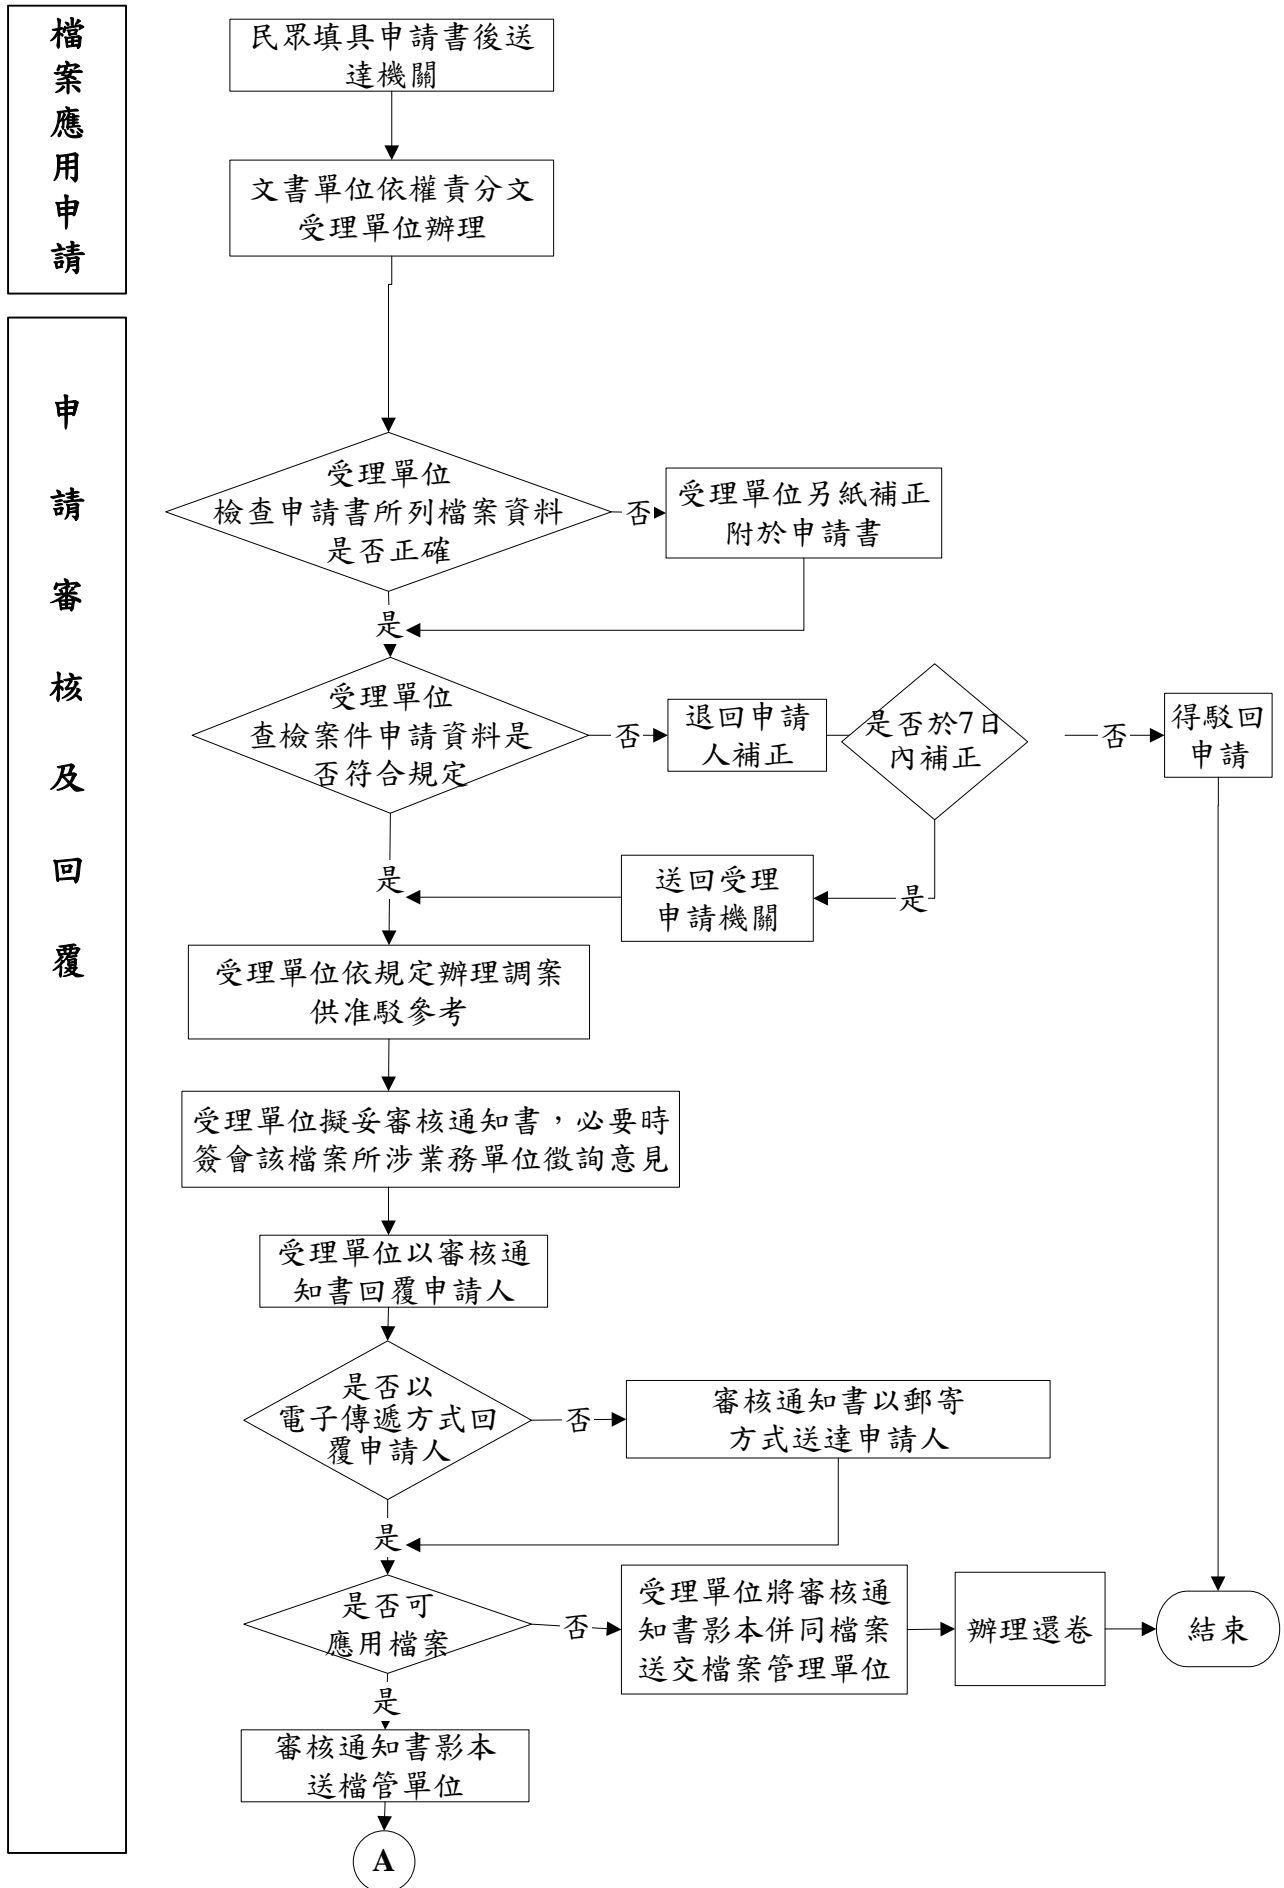 檔案應用申請
民眾填具申請書後送
達機關
文書單位依權責分文
受理單位辦理
申請審核及回覆
受理單位
檢查申請書所列檔案資料
是否正確
否
受理單位另紙補正
附於申請書
是
受理單位
查檢案件申請資料是
否符合規定
否
退回申請
人補正
是否於7日
內補正
否
得駁回
申請
是
送回受理
申請機關
是
受理單位依規定辦理調案
供准駁參考
受理單位擬妥審核通知書，必要時
簽會該檔案所涉業務單位徵詢意見
受理單位以審核通
知書回覆申請人
是否以
電子傳遞方式回
覆申請人
否
審核通知書以郵寄
方式送達申請人
是
是否可
應用檔案
否
受理單位將審核通
知書影本併同檔案
送交檔案管理單位
辦理還卷
結束
是
審核通知書影本
送檔管單位
A